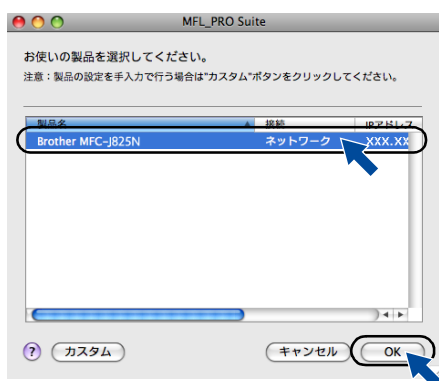 MFL_PRO Suite
お使いの製品を選択してください。
注意：製品の設定を手入力で行う場合は"カスタム"ボタンをクリックしてください。
製品名 接続 IPアドレス
Brother MFC-J825N ネットワーク XXX.XX
? カスタム キャンセル OK